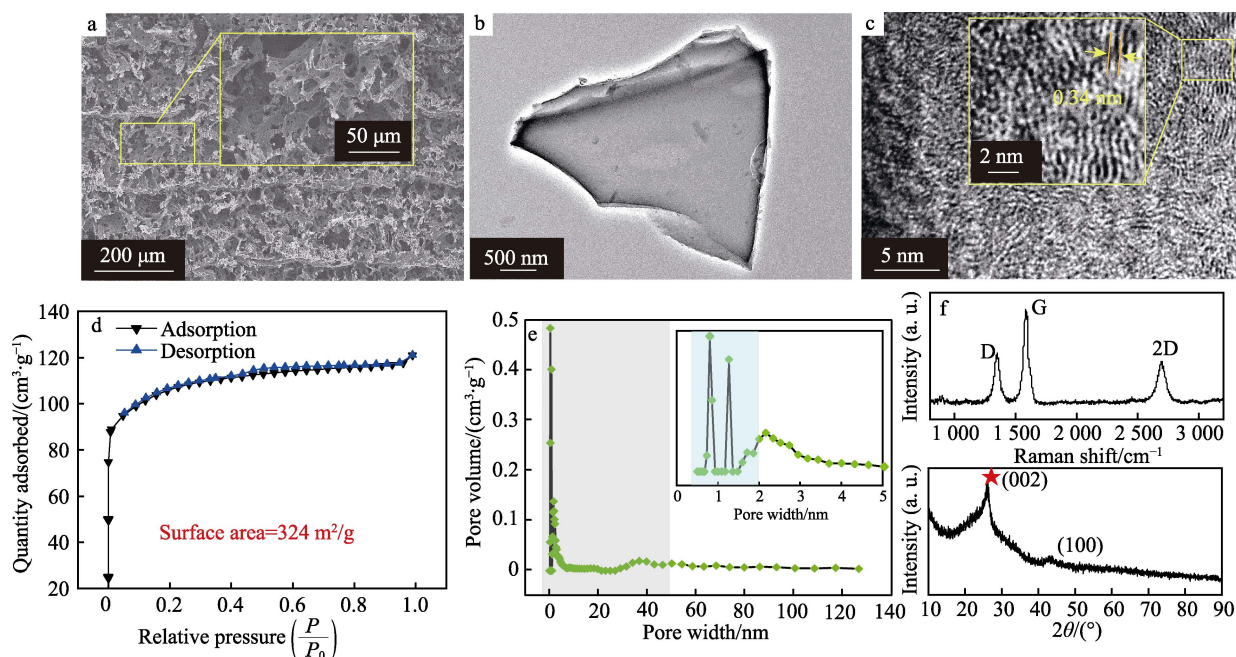 a
50 μm
200 μm
b
500 nm
c
0.34 nm
2 nm
5 nm
d
Adsorption
Desorption
Quantity adsorbed/(cm³·g⁻¹)
140
120
100
80
60
40
20
Surface area=324 m²/g
0 0.2 0.4 0.6 0.8 1.0
Relative pressure (P/P₀)
e
Pore volume/(cm³·g⁻¹)
0.5
0.4
0.3
0.2
0.1
0
0 1 2 3 4 5
Pore width/nm
0 20 40 60 80 100 120 140
Pore width/nm
f
Intensity (a. u.)
D
G
2D
1 000 1 500 2 000 2 500 3 000
Raman shift/cm⁻¹
Intensity (a. u.)
(002)
(100)
10 20 30 40 50 60 70 80 90
2θ/(°)